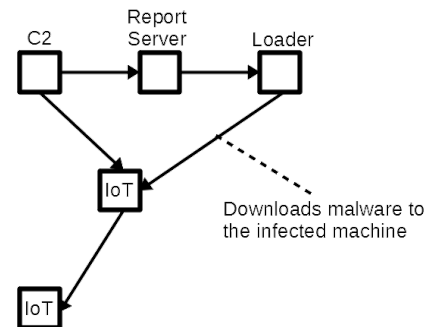 C2
Report
Server
Loader
IoT
Downloads malware to
the infected machine
IoT